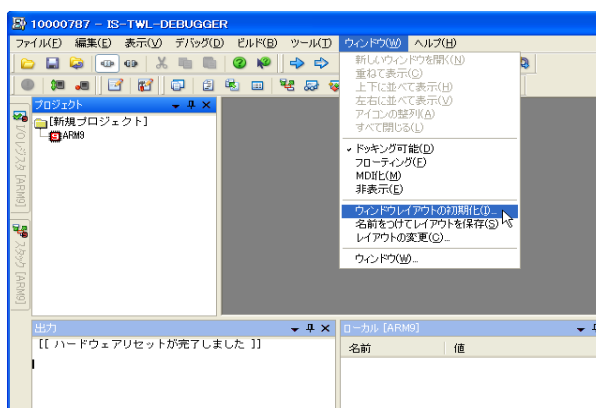 10000787 - IS-TWL-DEBUGGER
ファイル(F) 編集(E) 表示(V) デバッグ(D) ビルド(B) ツール(T) ウィンドウ(W) ヘルプ(H)
新しいウィンドウを開く(N)
重ねて表示(C)
上下に並べて表示(H)
左右に並べて表示(V)
アイコンの整列(A)
すべて閉じる(L)
ドッキング可能(D)
フローティング(F)
MDI化(M)
非表示(E)
ウィンドウレイアウトの初期化(I)...
名前をつけてレイアウトを保存(S)
レイアウトの変更(C)...
ウィンドウ(W)...
プロジェクト
[新規プロジェクト]
ARM9
I/Oレジスタ [ARM9]
スタック [ARM9]
出力
[[ ハードウェアリセットが完了しました ]]
ローカル [ARM9]
名前 値